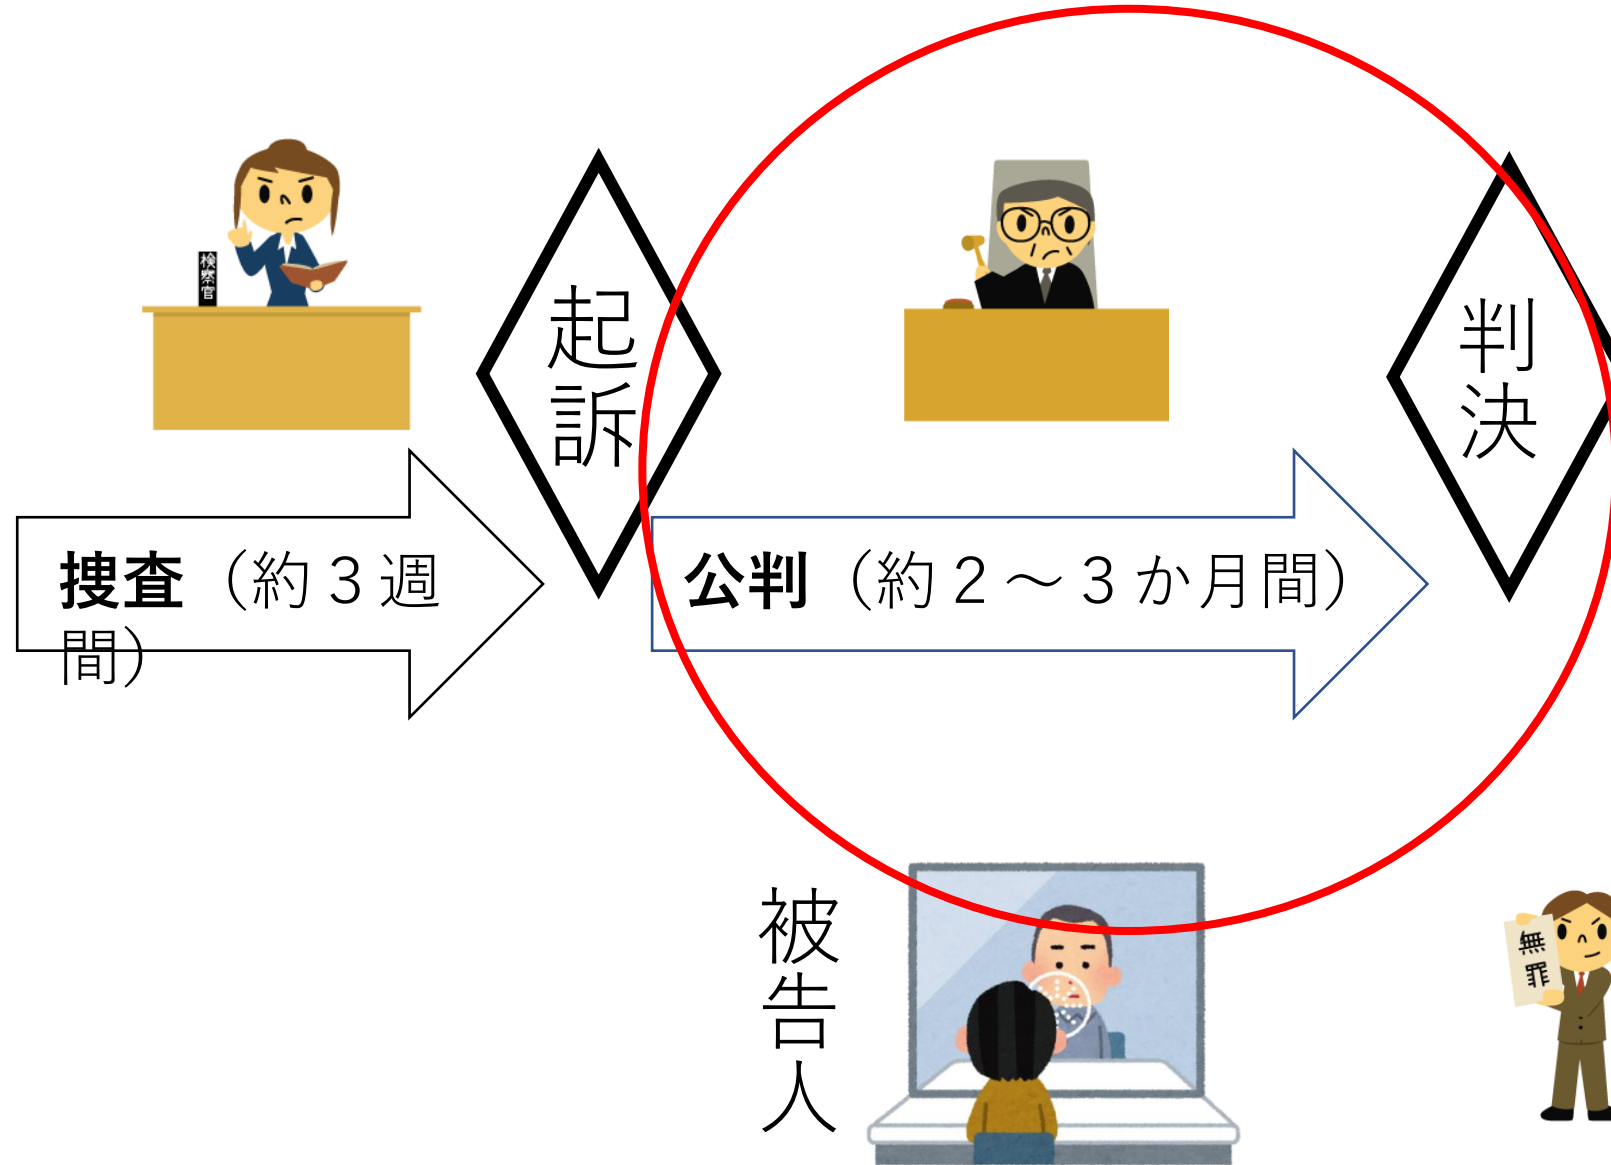 検察官
起訴
判決
捜査（約３週
間）
公判（約２～３か月間）
被告人
無罪